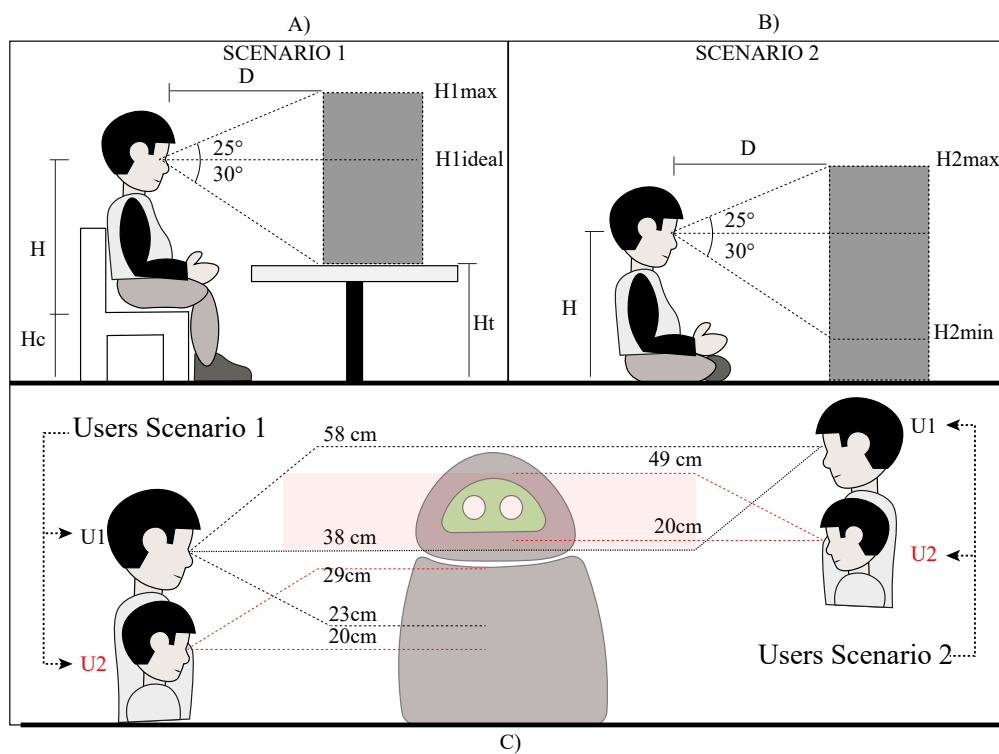 A)
B)
SCENARIO 1
SCENARIO 2
D
H1max
25°
H1ideal
30°
H
Hc
Ht
D
H2max
25°
30°
H
H2min
Users Scenario 1
58 cm
U1
49 cm
U1
38 cm
20cm
29cm
U2
23cm
20cm
U2
Users Scenario 2
C)